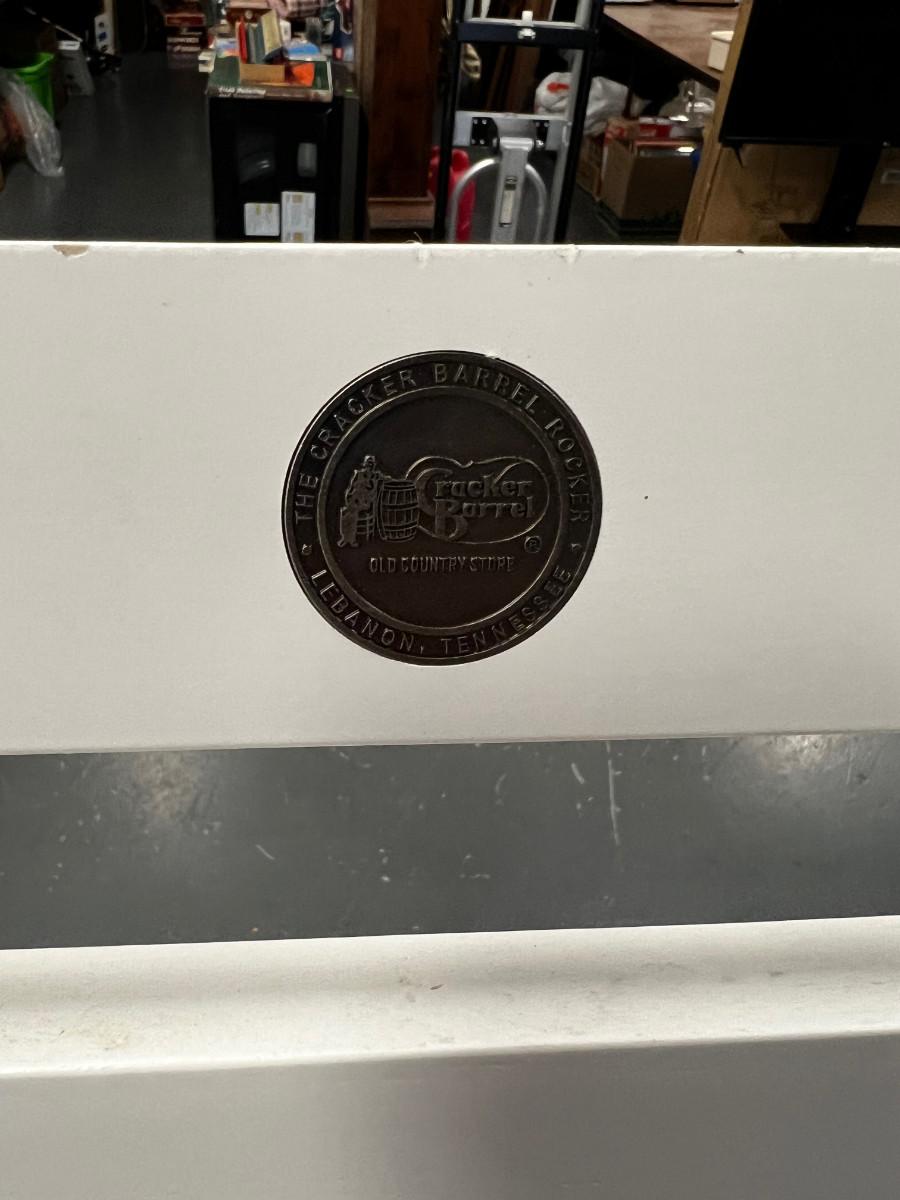 THE CRACKER BARREL ROCKER
Cracker
Barrel
®
OLD COUNTRY STORE
LEBANON, TENNESSEE